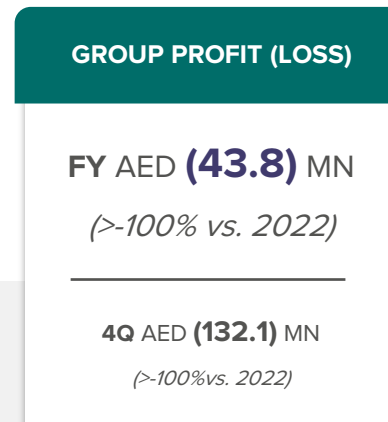 GROUP PROFIT (LOSS)
FY AED (43.8) MN
(>-100% vs. 2022)
4Q AED (132.1) MN
(>-100%vs. 2022)